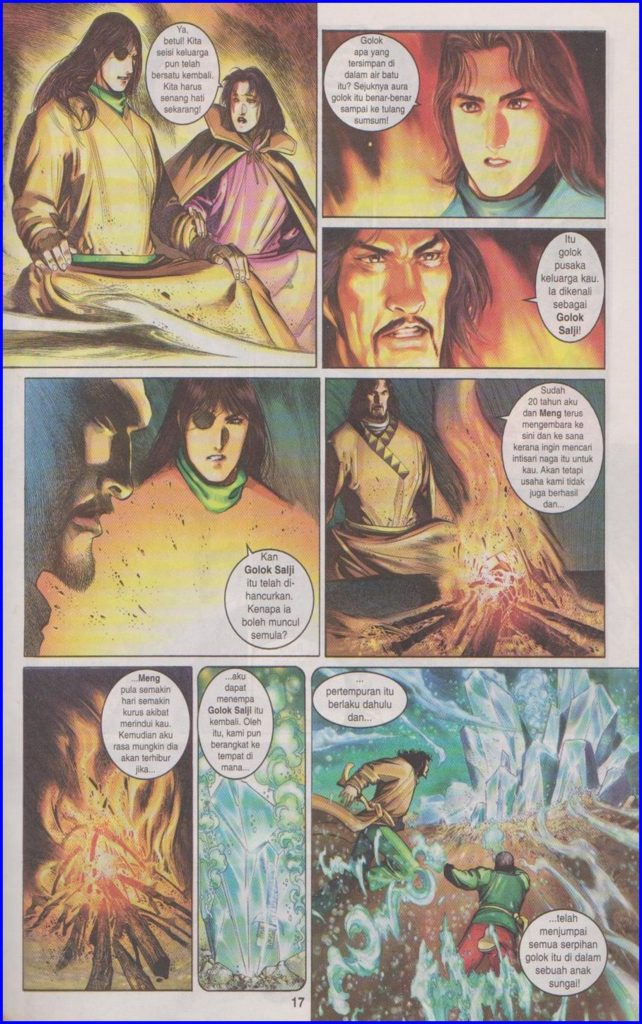 Ya,
betul! Kita
seisi keluarga
pun telah
bersatu kembali.
Kita harus
senang hati
sekarang!
Golok
apa yang
tersimpan di
dalam air batu
itu? Sejuknya aura
golok itu benar-benar
sampai ke tulang
sumsum!
Itu
golok
pusaka
keluarga kau.
Ia dikenali
sebagai
Golok
Salji!
Kan
Golok Salji
itu telah di-
hancurkan.
Kenapa ia
boleh muncul
semula?
Sudah
20 tahun aku
dan Meng terus
mengembara ke
sini dan ke sana
kerana ingin mencari
intisari naga itu untuk
kau. Akan tetapi
usaha kami tidak
juga berhasil
dan...
...Meng
pula semakin
hari semakin
kurus akibat
merindui kau.
Kemudian aku
rasa mungkin dia
akan terhibur
jika...
...aku
dapat
menempa
Golok Salji itu
kembali. Oleh
itu, kami pun
berangkat ke
tempat di
mana...
...
pertempuran itu
berlaku dahulu
dan...
...telah
menjumpai
semua serpihan
golok itu di dalam
sebuah anak
sungai!
17